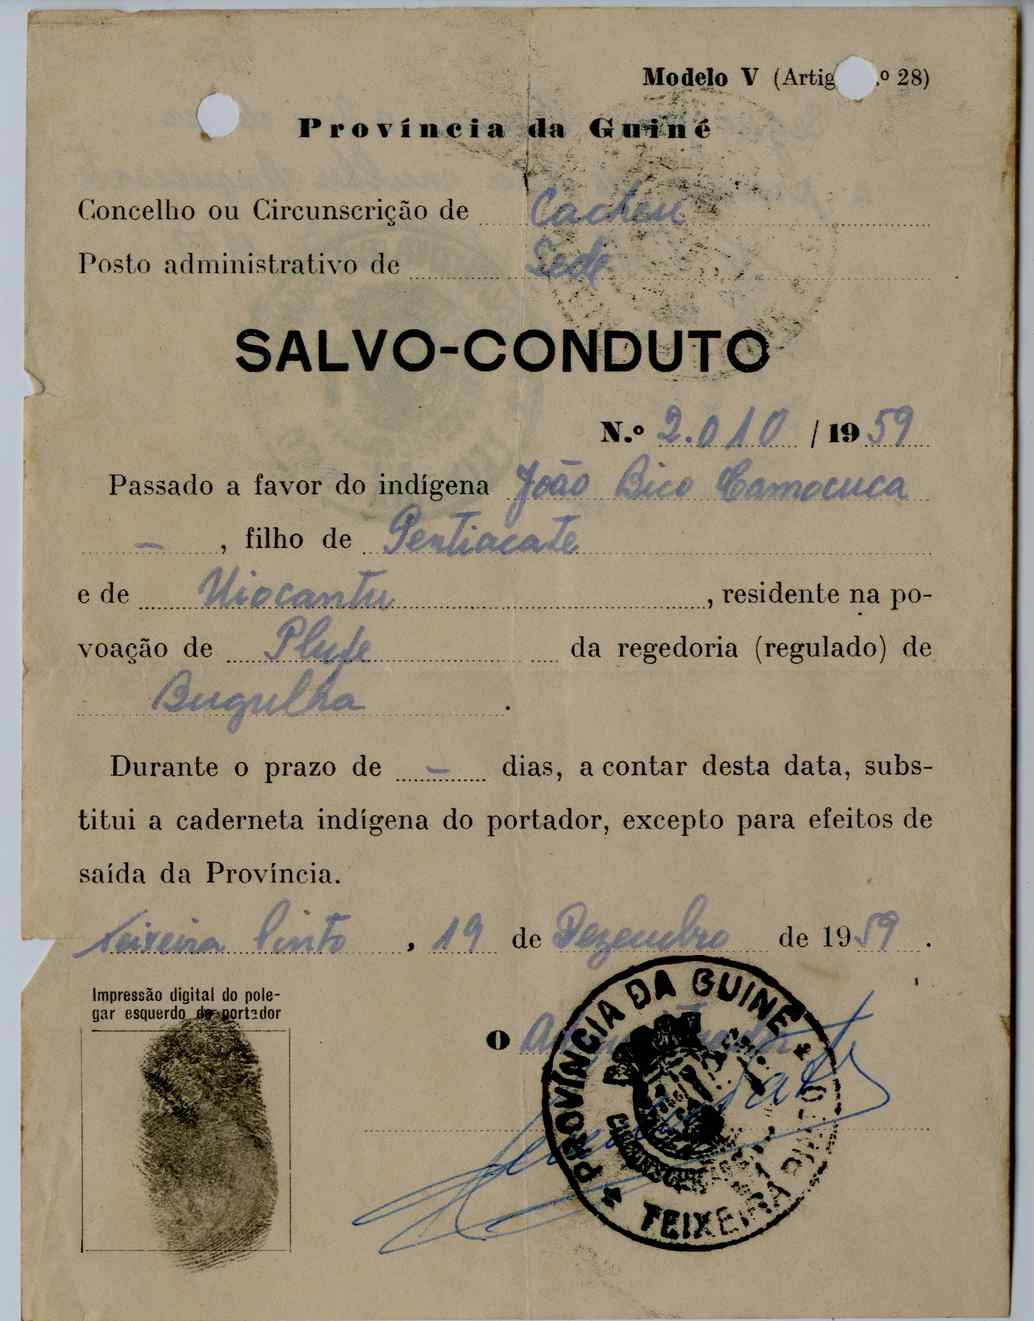 Modelo V (Artig .º 28)
Província da Guiné
Concelho ou Circunscrição de Cacheu
Posto administrativo de Sede
SALVO-CONDUTO
N.º 2.010 / 1959
Passado a favor do indígena João Bico Camocuca
- , filho de Pentiacate
e de Uiocantu , residente na po-
voação de Plufe da regedoria (regulado) de
Bugulha .
Durante o prazo de - dias, a contar desta data, subs-
titui a caderneta indígena do portador, excepto para efeitos de
saída da Província.
Teixeira Pinto , 19 de Dezembro de 1959 .
Impressão digital do pole-
gar esquerdo do portador
O
PROVÍNCIA DA GUINÉ
TEIXEIRA PINTO